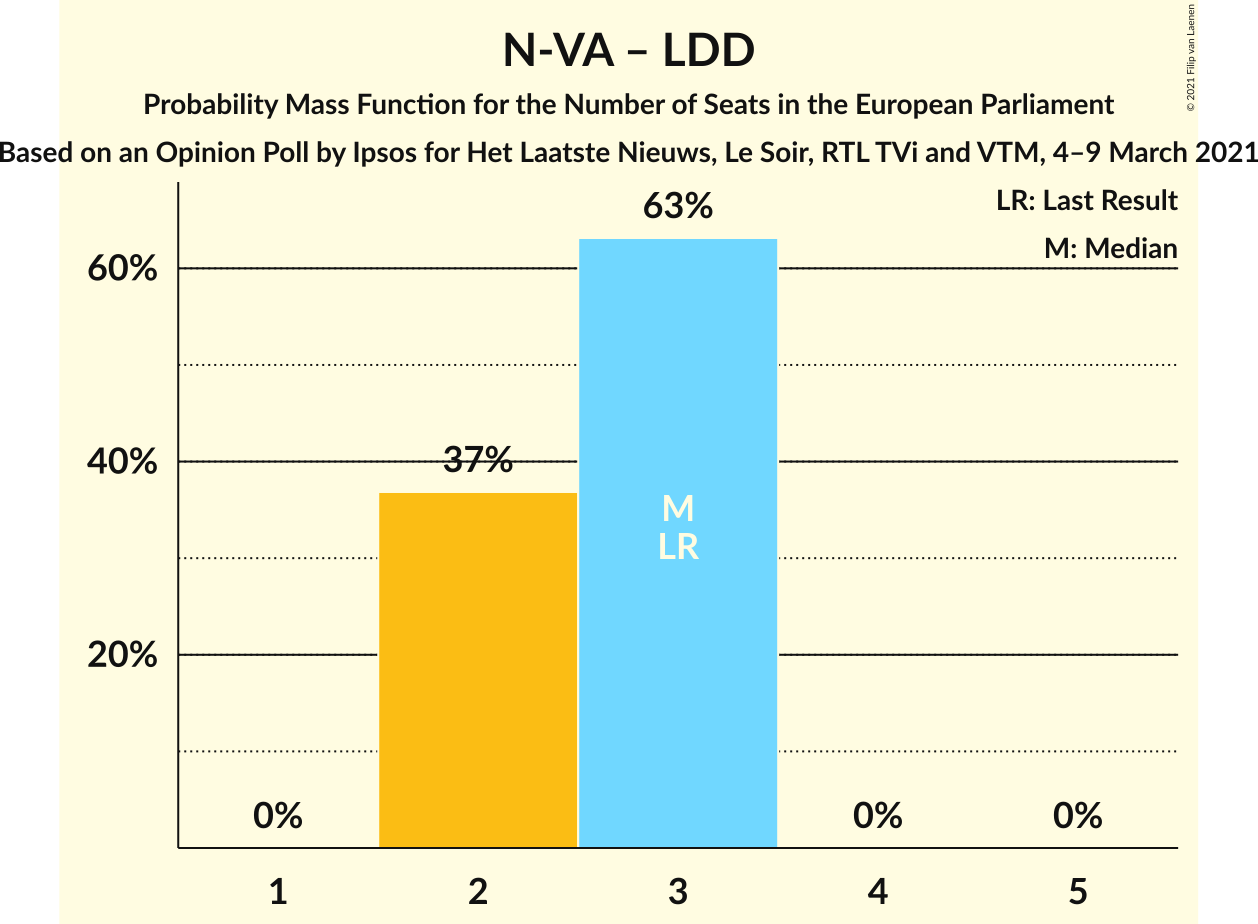 N-VA – LDD
Probability Mass Function for the Number of Seats in the European Parliament
Based on an Opinion Poll by Ipsos for Het Laatste Nieuws, Le Soir, RTL TVi and VTM, 4–9 March 2021
© 2021 Filip van Laenen
LR: Last Result
M: Median
63%
60%
40%
37%
M
LR
20%
0%
0%
0%
1
2
3
4
5